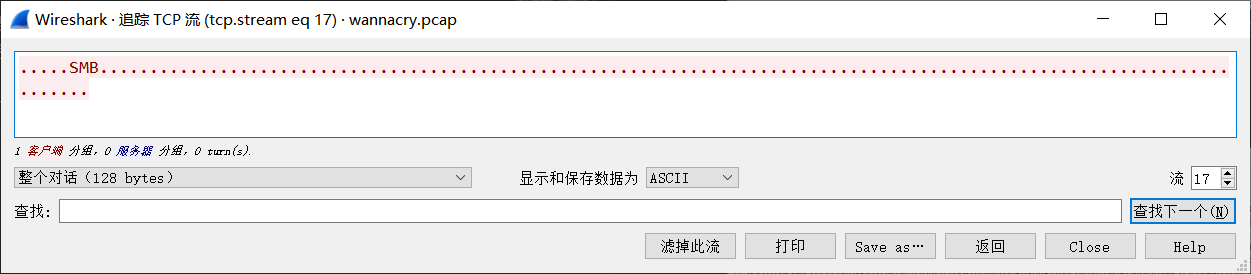 Wireshark · 追踪 TCP 流 (tcp.stream eq 17) · wannacry.pcap
.....SMB..............................................................................................................
.......
1 客户端 分组, 0 服务器 分组, 0 turn(s).
整个对话 (128 bytes) 显示和保存数据为 ASCII 流 17
查找: 查找下一个(N)
滤掉此流 打印 Save as… 返回 Close Help